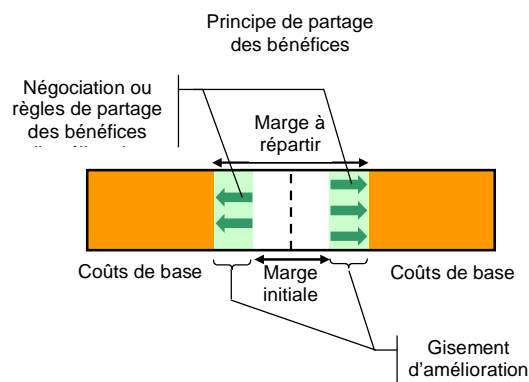 Principe de partage
des bénéfices
Négociation ou
règles de partage
des bénéfices
Marge à
répartir
Coûts de base
Marge
initiale
Coûts de base
Gisement
d'amélioration